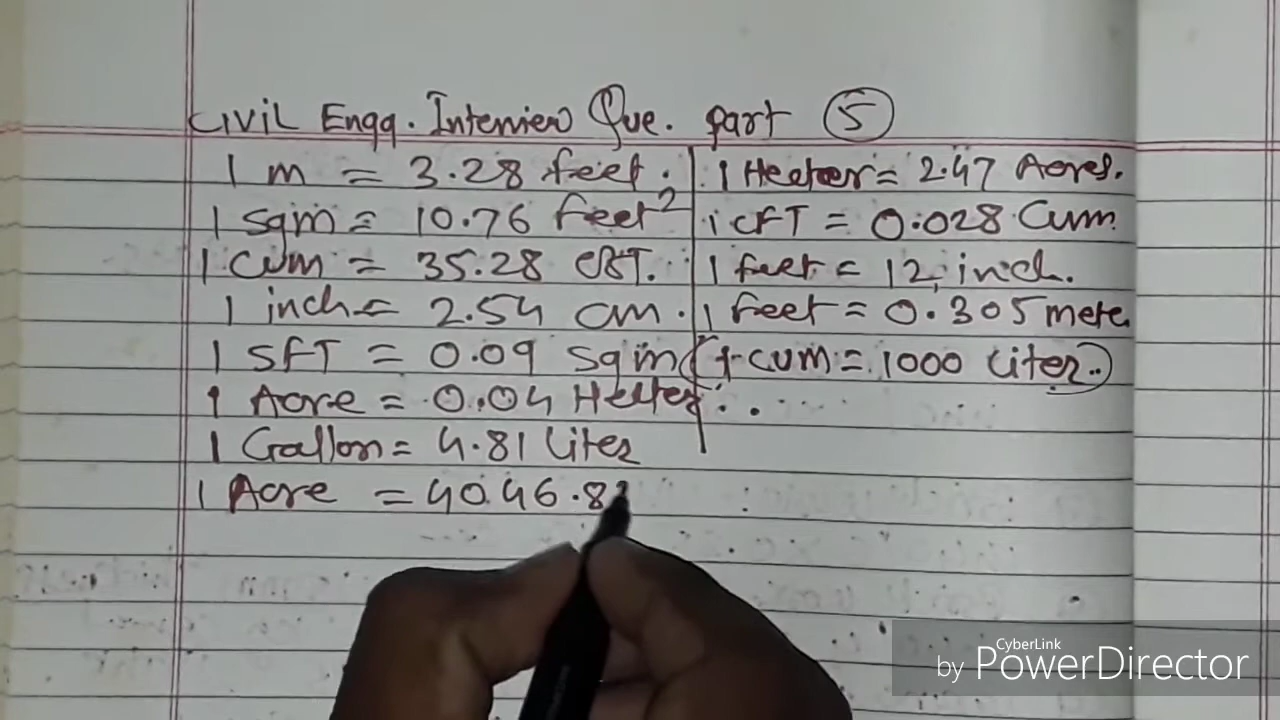 Civil Engg. Interview Que. part 5
1 m = 3.28 feet.
1 sqm = 10.76 feet²
1 cum = 35.28 CFT.
1 inch = 2.54 cm.
1 SFT = 0.09 sqm
1 Acre = 0.04 Hecter
1 Gallon = 4.81 liter
1 Acre = 4046.8
1 Hecter = 2.47 Acres.
1 CFT = 0.028 Cum.
1 feet = 12 inch.
1 feet = 0.305 mete
1 cum = 1000 liter..
CyberLink
by PowerDirector